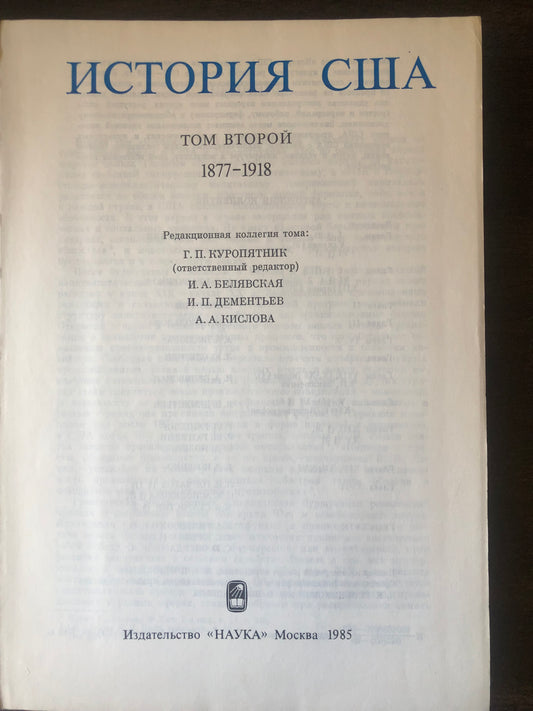 ИСТОРИЯ США
ТОМ ВТОРОЙ
1877–1918
Редакционная коллегия тома:
Г. П. КУРОПЯТНИК
(ответственный редактор)
И. А. БЕЛЯВСКАЯ
И. П. ДЕМЕНТЬЕВ
А. А. КИСЛОВА
Издательство «НАУКА» Москва 1985